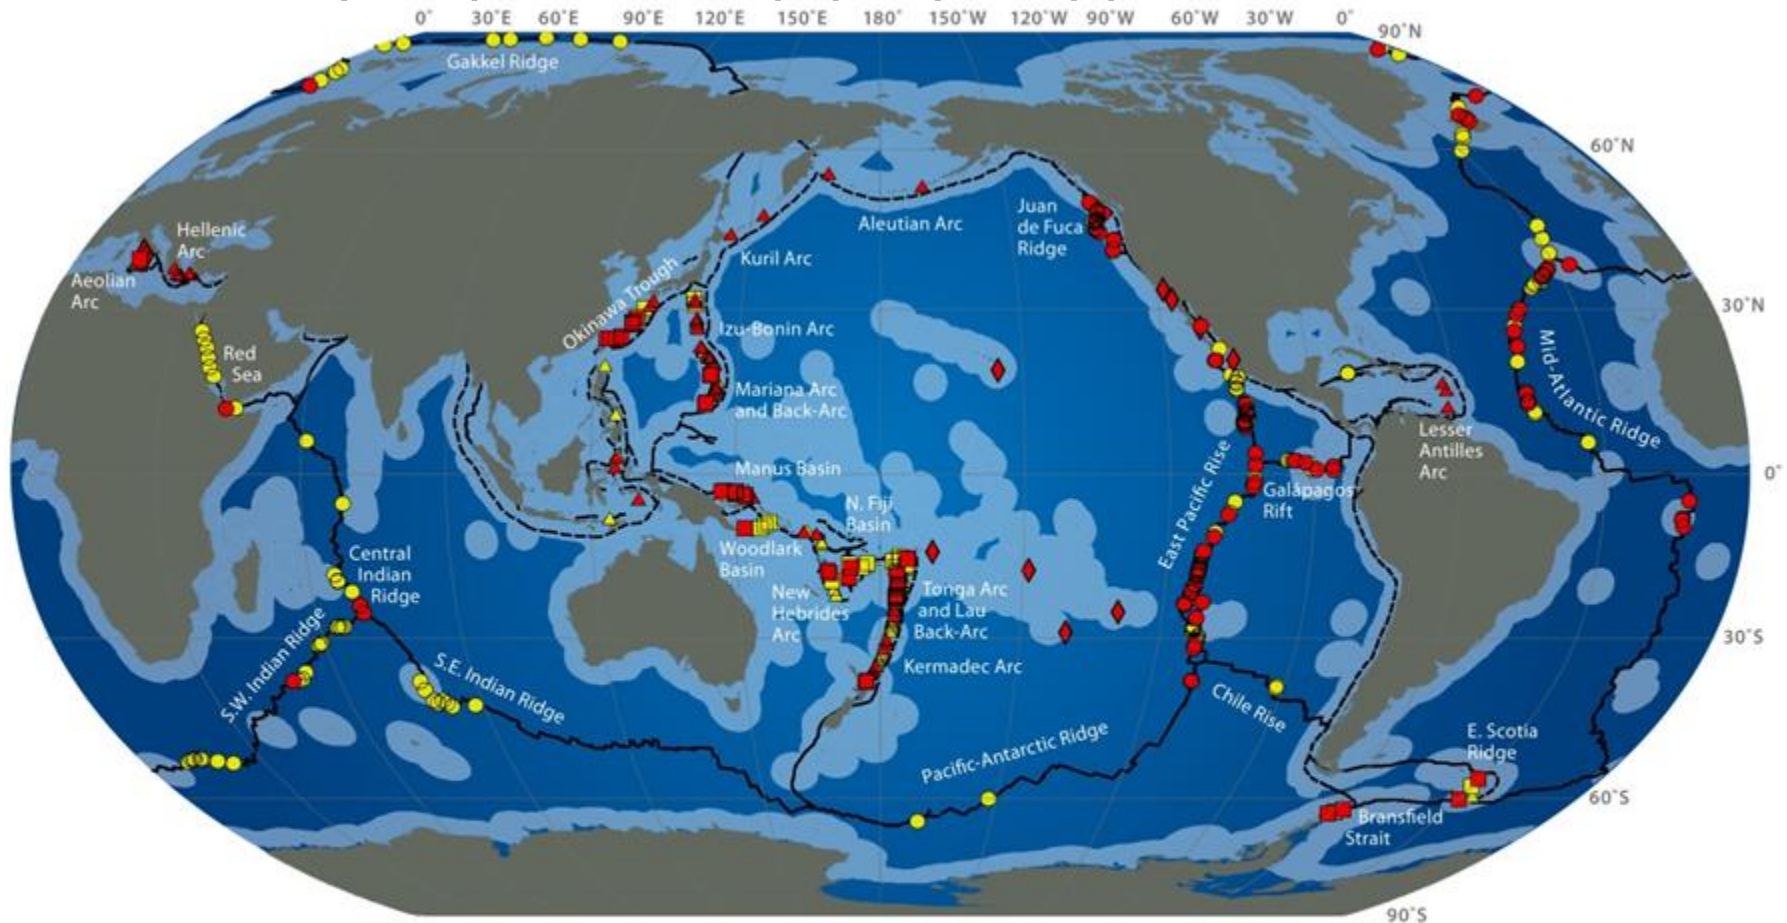 0° 30°E 60°E 90°E 120°E 150°E 180° 150°W 120°W 90°W 60°W 30°W 0°
90°N
Gakkel Ridge
60°N
Hellenic
Arc
Aeolian
Arc
Aleutian Arc
Juan
de Fuca
Ridge
Kuril Arc
Okinawa Trough
30°N
Izu-Bonin Arc
Red
Sea
Mariana Arc
and Back-Arc
Mid-Atlantic Ridge
Lesser
Antilles
Arc
Manus Basin
0°
East Pacific Rise
Galápagos
Rift
N. Fiji
Basin
Woodlark
Basin
Central
Indian
Ridge
New
Hebrides
Arc
Tonga Arc
and Lau
Back-Arc
30°S
S.W. Indian Ridge
S.E. Indian Ridge
Kermadec Arc
Chile Rise
Pacific-Antarctic Ridge
E. Scotia
Ridge
60°S
Bransfield
Strait
90°S